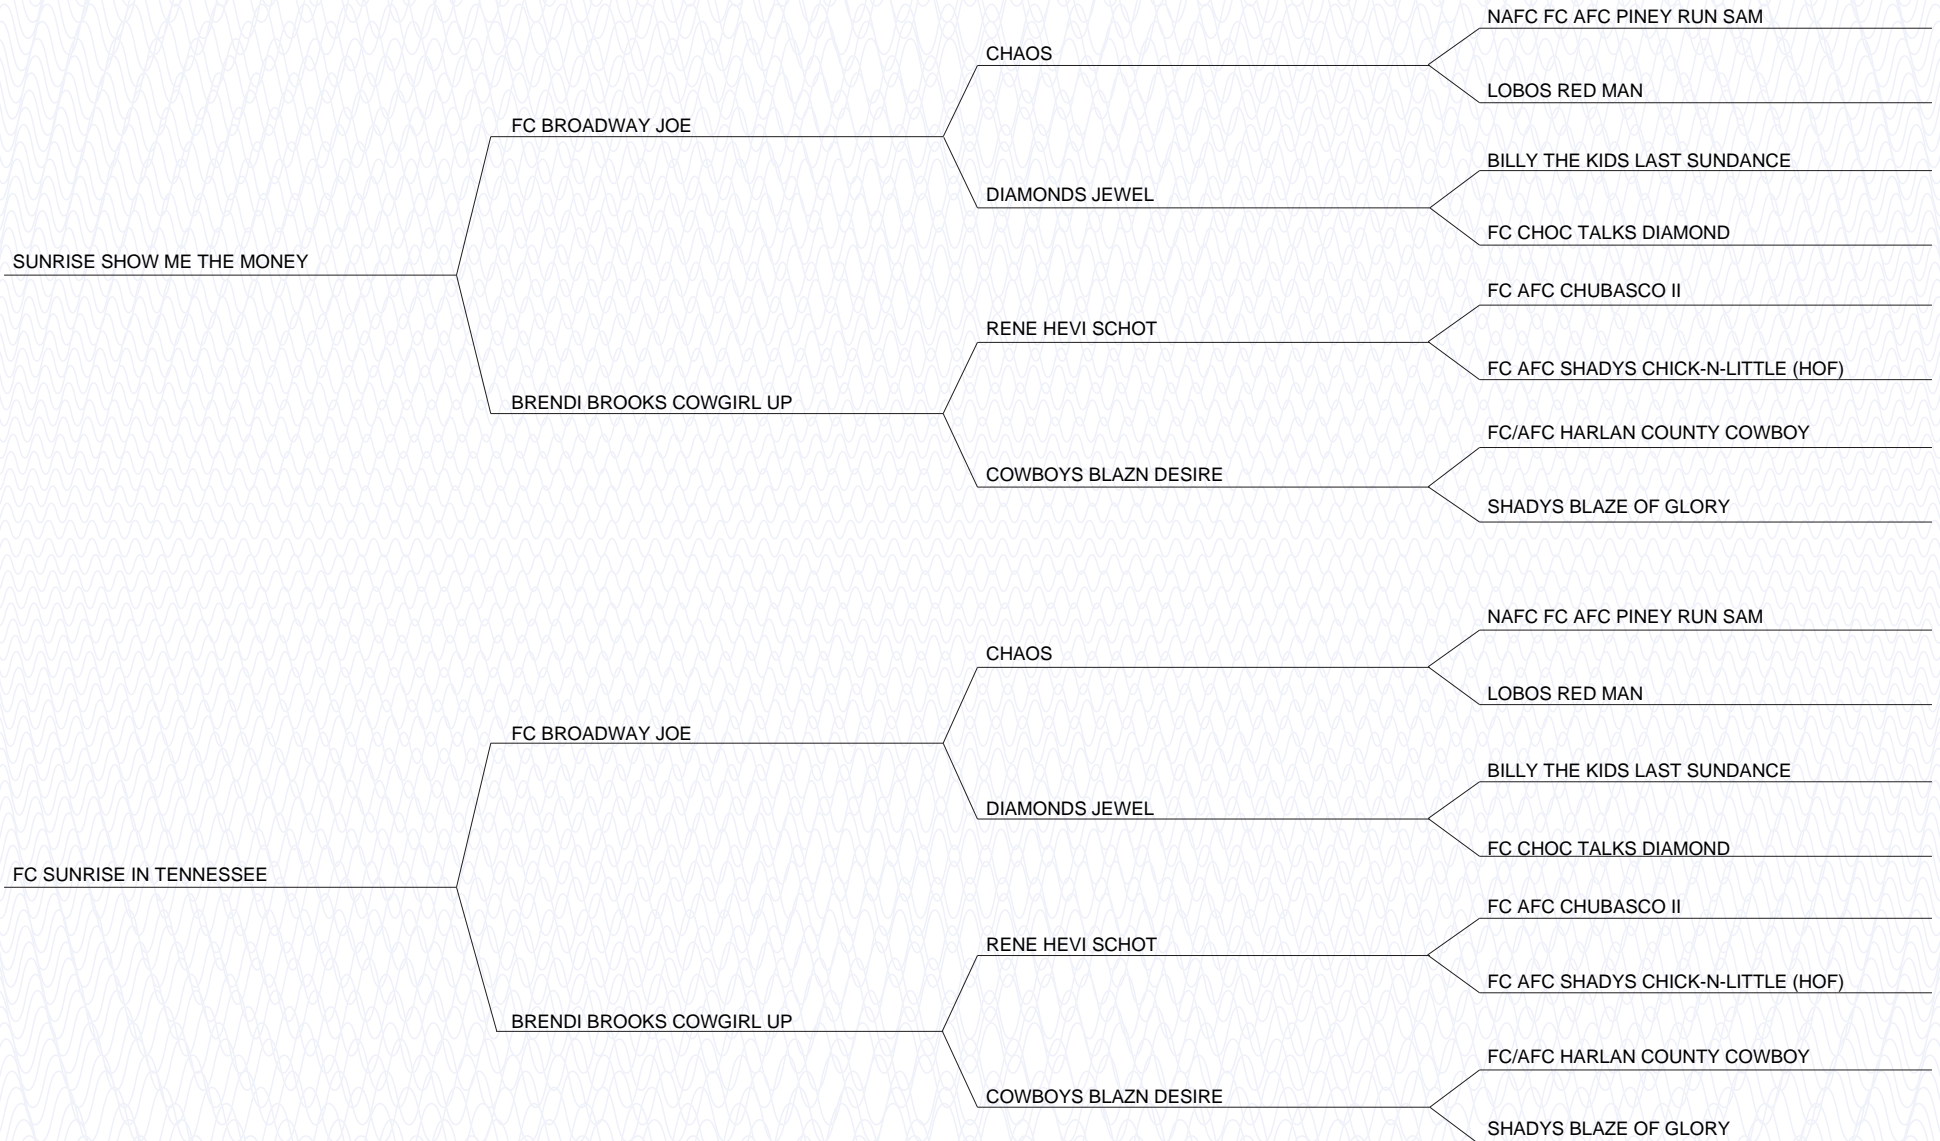 NAFC FC AFC PINEY RUN SAM
CHAOS
LOBOS RED MAN
FC BROADWAY JOE
BILLY THE KIDS LAST SUNDANCE
DIAMONDS JEWEL
FC CHOC TALKS DIAMOND
SUNRISE SHOW ME THE MONEY
FC AFC CHUBASCO II
RENE HEVI SCHOT
FC AFC SHADYS CHICK-N-LITTLE (HOF)
BRENDI BROOKS COWGIRL UP
FC/AFC HARLAN COUNTY COWBOY
COWBOYS BLAZN DESIRE
SHADYS BLAZE OF GLORY
NAFC FC AFC PINEY RUN SAM
CHAOS
LOBOS RED MAN
FC BROADWAY JOE
BILLY THE KIDS LAST SUNDANCE
DIAMONDS JEWEL
FC CHOC TALKS DIAMOND
FC SUNRISE IN TENNESSEE
FC AFC CHUBASCO II
RENE HEVI SCHOT
FC AFC SHADYS CHICK-N-LITTLE (HOF)
BRENDI BROOKS COWGIRL UP
FC/AFC HARLAN COUNTY COWBOY
COWBOYS BLAZN DESIRE
SHADYS BLAZE OF GLORY